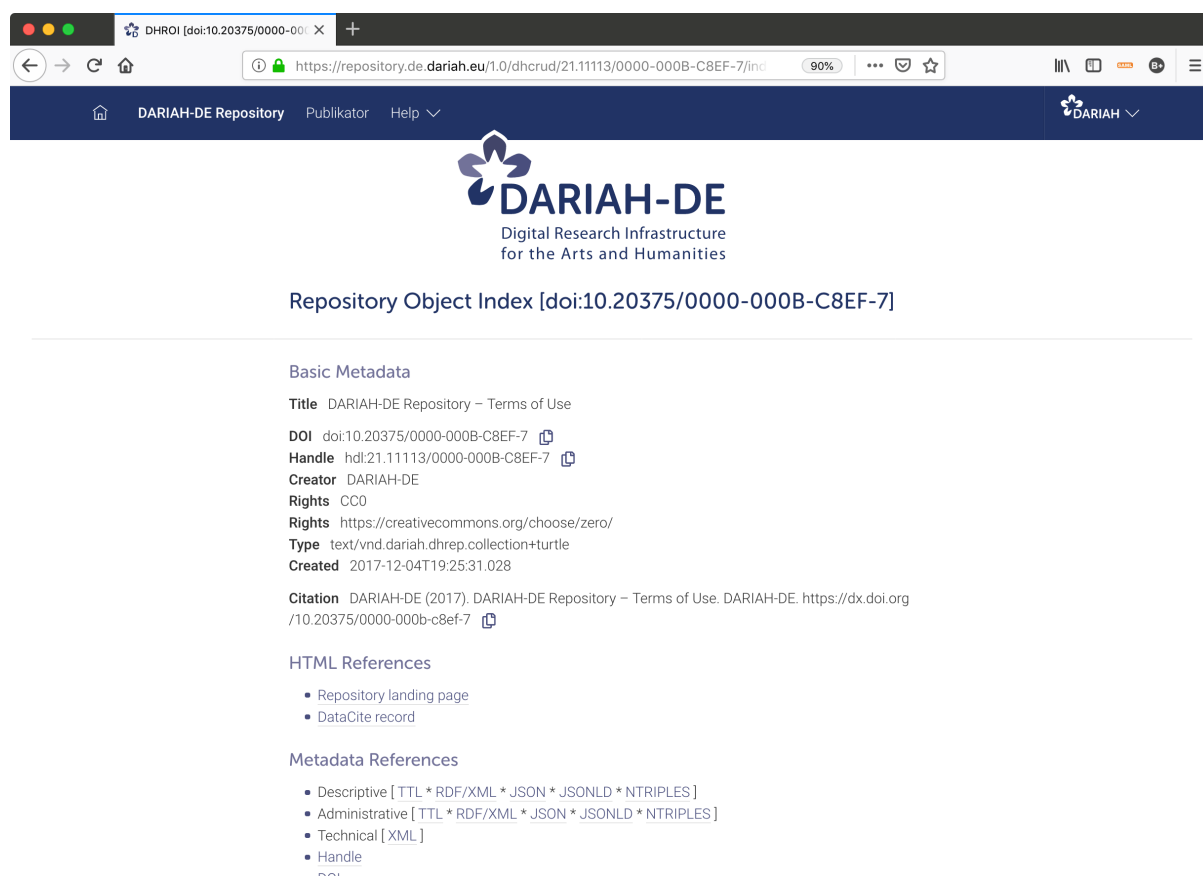 DHROI [doi:10.20375/0000-000
https://repository.de.dariah.eu/1.0/dhcrud/21.11113/0000-000B-C8EF-7/ind
90%
DARIAH-DE Repository Publikator Help
DARIAH
DARIAH-DE
Digital Research Infrastructure
for the Arts and Humanities
Repository Object Index [doi:10.20375/0000-000B-C8EF-7]
Basic Metadata
Title DARIAH-DE Repository – Terms of Use
DOI doi:10.20375/0000-000B-C8EF-7
Handle hdl:21.11113/0000-000B-C8EF-7
Creator DARIAH-DE
Rights CC0
Rights https://creativecommons.org/choose/zero/
Type text/vnd.dariah.dhrep.collection+turtle
Created 2017-12-04T19:25:31.028
Citation DARIAH-DE (2017). DARIAH-DE Repository – Terms of Use. DARIAH-DE. https://dx.doi.org
/10.20375/0000-000b-c8ef-7
HTML References
• Repository landing page
• DataCite record
Metadata References
• Descriptive [ TTL * RDF/XML * JSON * JSONLD * NTRIPLES ]
• Administrative [ TTL * RDF/XML * JSON * JSONLD * NTRIPLES ]
• Technical [ XML ]
• Handle